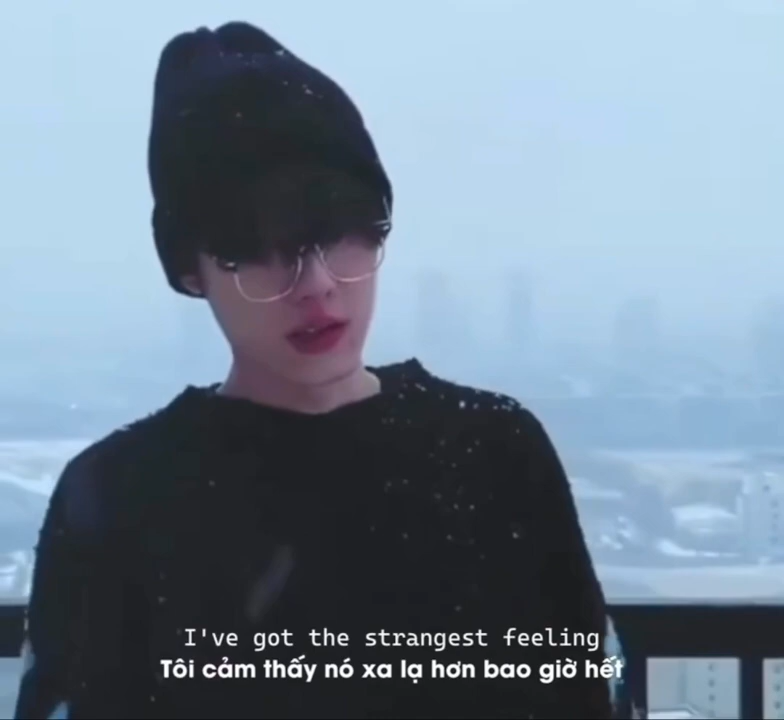 I've got the strangest feeling
Tôi cảm thấy nó xa lạ hơn bao giờ hết